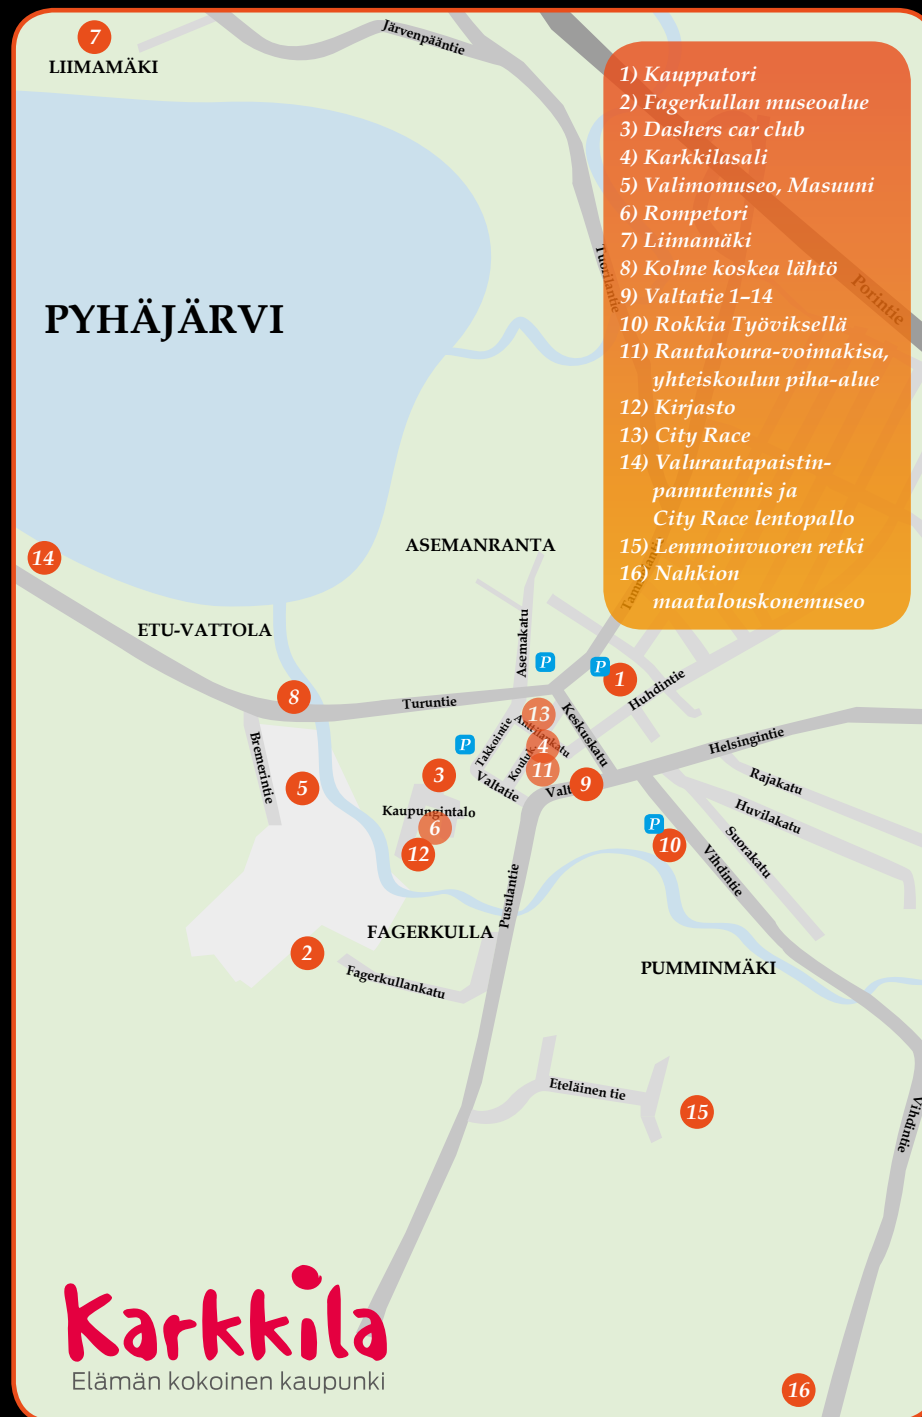 7
LIIMAMÄKI
Järvenpääntie
1) Kauppatori
2) Fagerkullan museoalue
3) Dashers car club
4) Karkkilasali
5) Valimomuseo, Masuuni
6) Rompetori
7) Liimamäki
8) Kolme koskea lähtö
9) Valtatie 1–14
10) Rokkia Työviksellä
11) Rautakoura-voimakisa,
yhteiskoulun piha-alue
12) Kirjasto
13) City Race
14) Valurautapaistin-
pannutennis ja
City Race lentopallo
15) Lemmoinvuoren retki
16) Nahkion
maatalouskonemuseo
Tuorilantie
Porintie
PYHÄJÄRVI
14
ASEMANRANTA
ETU-VATTOLA
Asemakatu
P
P
1
Huhdintie
8
Turuntie
13
Keskuskatu
Takkointie
4
11
P
Helsingintie
Bremerintie
5
3
Valtatie
9
Rajakatu
Huvilakatu
Kaupungintalo
6
12
P
10
Suorakatu
Vihdintie
Pusulantie
FAGERKULLA
2
Fagerkullankatu
PUMMINMÄKI
Eteläinen tie
15
Vihdintie
Karkkila
Elämän kokoinen kaupunki
16